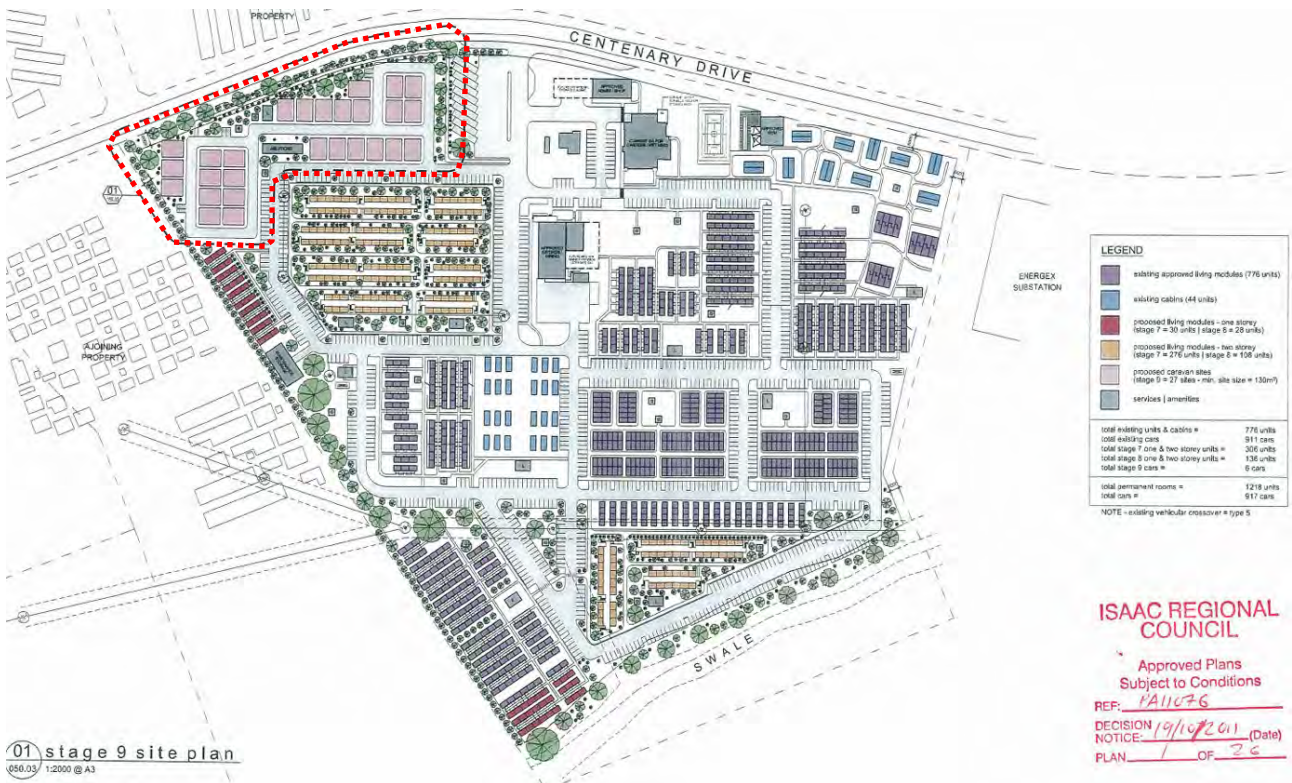 PROPERTY
CENTENARY DRIVE
ENERGEX
SUBSTATION
AJOINING
PROPERTY
SWALE
01
LEGEND
existing approved living modules (776 units)
existing cabins (44 units)
proposed living modules - one storey
(stage 7 = 30 units | stage 8 = 28 units)
proposed living modules - two storey
(stage 7 = 276 units | stage 8 = 108 units)
proposed caravan sites
(stage 9 = 27 sites - min. site size = 130m²)
services | amenities
total existing units & cabins = 776 units
total existing cars 911 cars
total stage 7 one & two storey units = 306 units
total stage 8 one & two storey units = 136 units
total stage 9 cars = 6 cars
total permanent rooms = 1218 units
total cars = 917 cars
NOTE - existing vehicular crossover = type 5
ISAAC REGIONAL
COUNCIL
Approved Plans
Subject to Conditions
REF: PA11076
DECISION
NOTICE: 19/10/2011 (Date)
PLAN 1 OF 26
01 stage 9 site plan
050.03 1:2000 @ A3